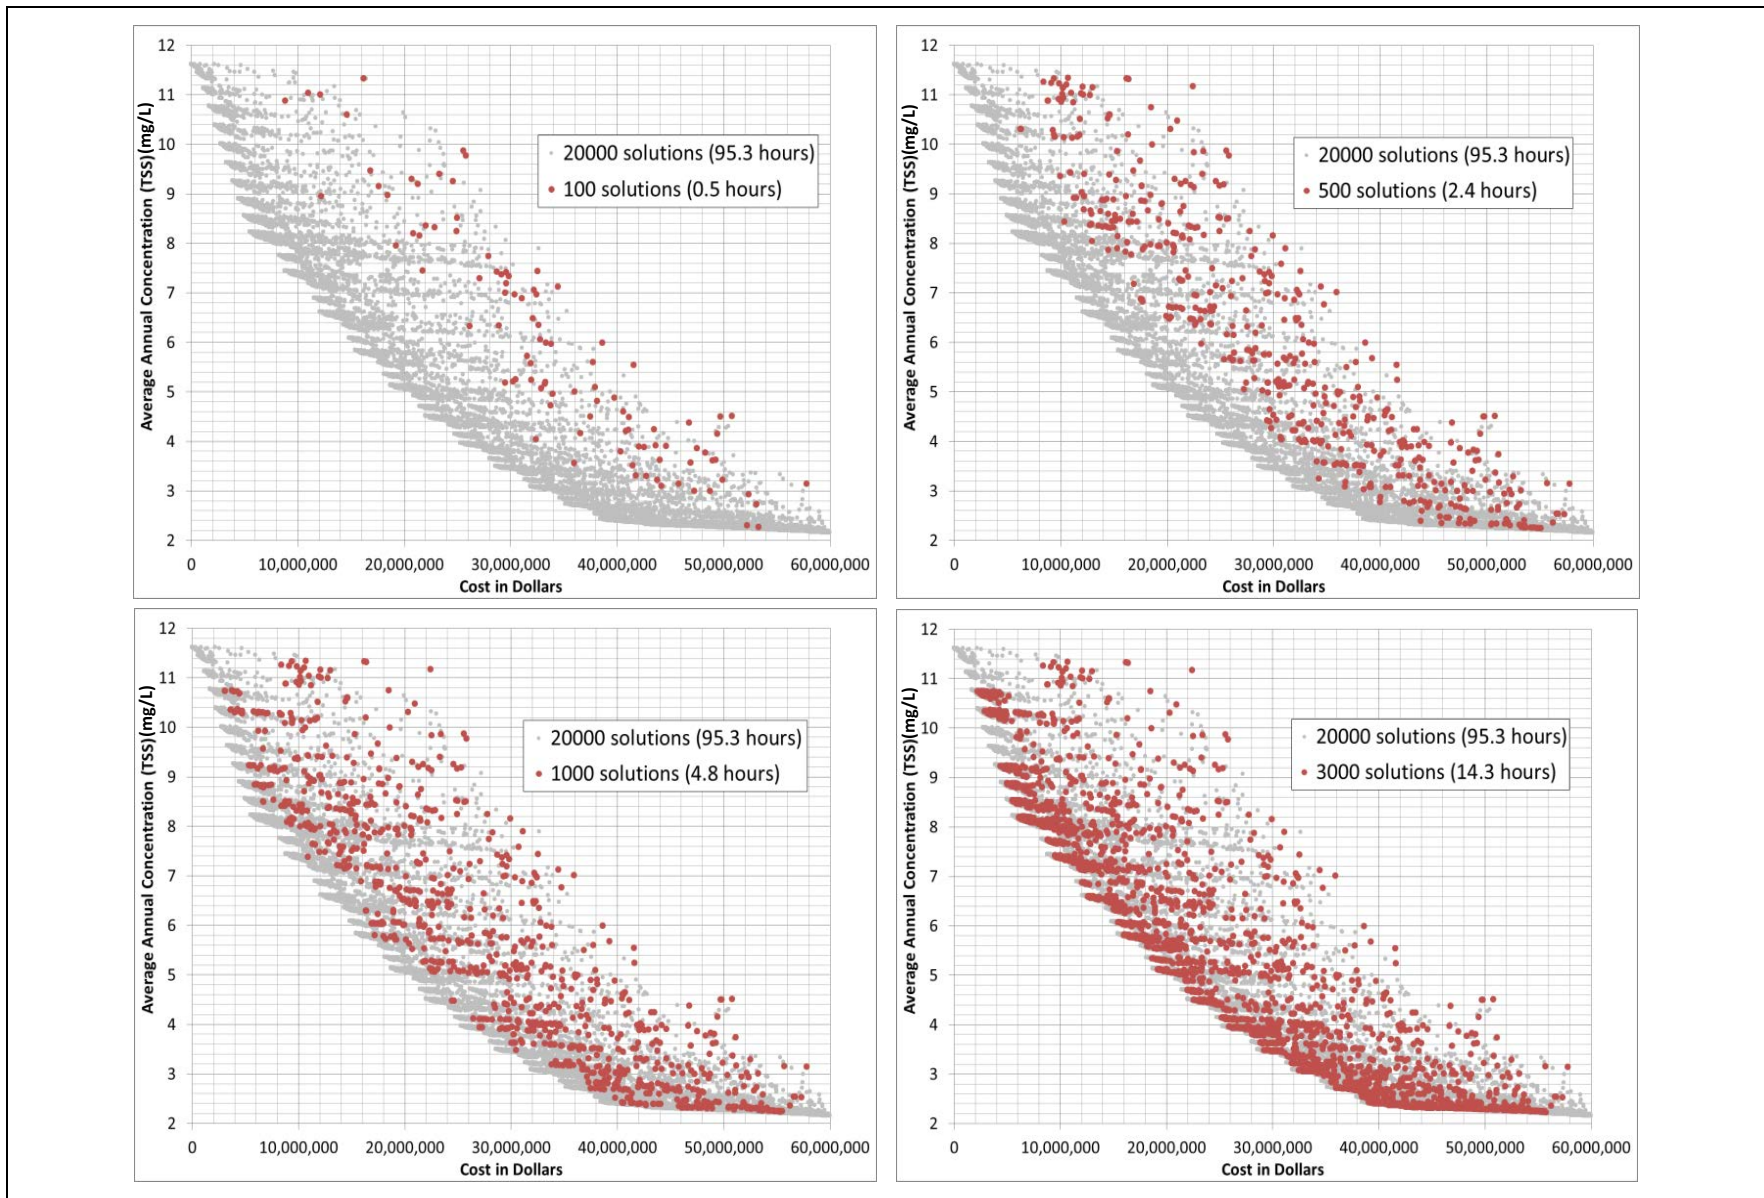 12
11
10
9
8
7
6
5
4
3
2
Average Annual Concentration (TSS)(mg/L)
20000 solutions (95.3 hours)
100 solutions (0.5 hours)
0 10,000,000 20,000,000 30,000,000 40,000,000 50,000,000 60,000,000
Cost in Dollars
12
11
10
9
8
7
6
5
4
3
2
Average Annual Concentration (TSS)(mg/L)
20000 solutions (95.3 hours)
500 solutions (2.4 hours)
0 10,000,000 20,000,000 30,000,000 40,000,000 50,000,000 60,000,000
Cost in Dollars
12
11
10
9
8
7
6
5
4
3
2
Average Annual Concentration (TSS)(mg/L)
20000 solutions (95.3 hours)
1000 solutions (4.8 hours)
0 10,000,000 20,000,000 30,000,000 40,000,000 50,000,000 60,000,000
Cost in Dollars
12
11
10
9
8
7
6
5
4
3
2
Average Annual Concentration (TSS)(mg/L)
20000 solutions (95.3 hours)
3000 solutions (14.3 hours)
0 10,000,000 20,000,000 30,000,000 40,000,000 50,000,000 60,000,000
Cost in Dollars